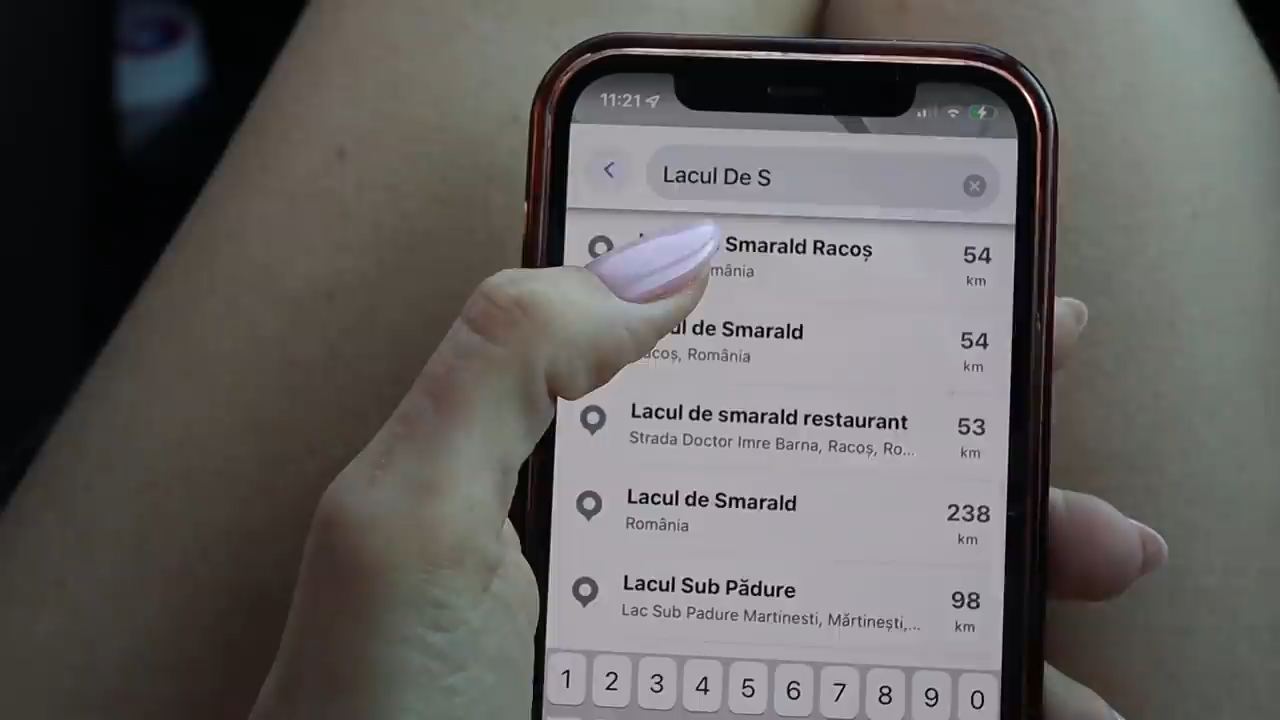 11:21
Lacul De S
Smarald Racoș
54
mânia
km
ul de Smarald
54
acoș, România
km
Lacul de smarald restaurant
53
Strada Doctor Imre Barna, Racoș, Ro...
km
Lacul de Smarald
238
România
km
Lacul Sub Pădure
98
Lac Sub Padure Martinesti, Mărtinești,...
km
1 2 3 4 5 6 7 8 9 0